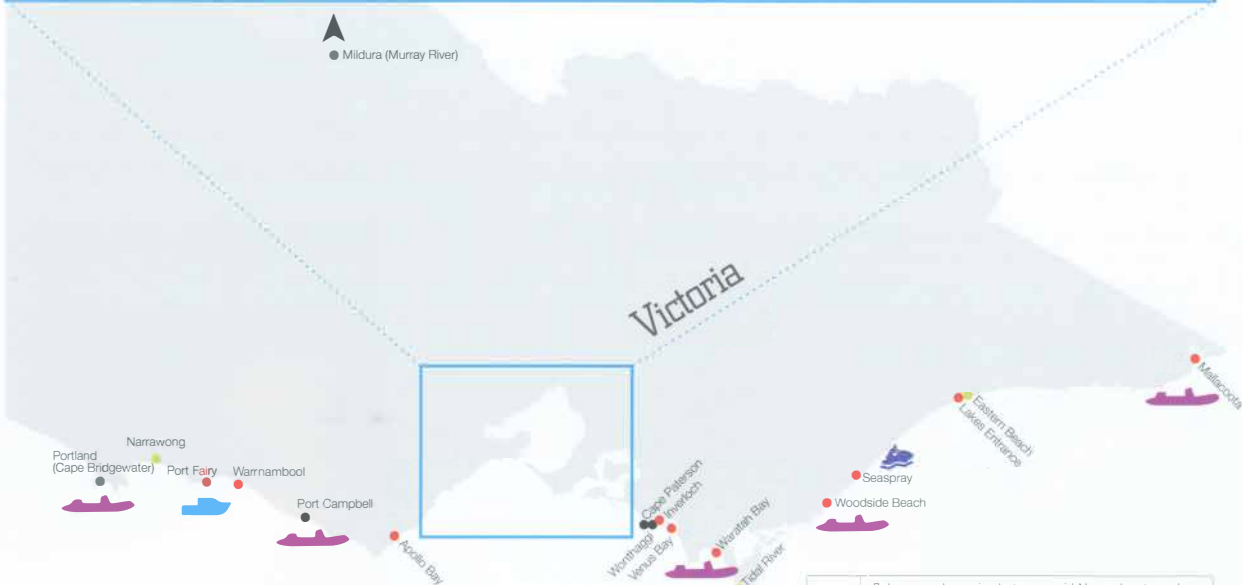 Mildura (Murray River)
Victoria
Mallacoota
Eastern Beach
Lakes Entrance
Narrawong
Portland
(Cape Bridgewater)
Port Fairy
Warrnambool
Seaspray
Port Campbell
Woodside Beach
Apollo Bay
Cape Paterson
Inverloch
Wonthaggi
Venus Bay
Waratah Bay
Tidal River